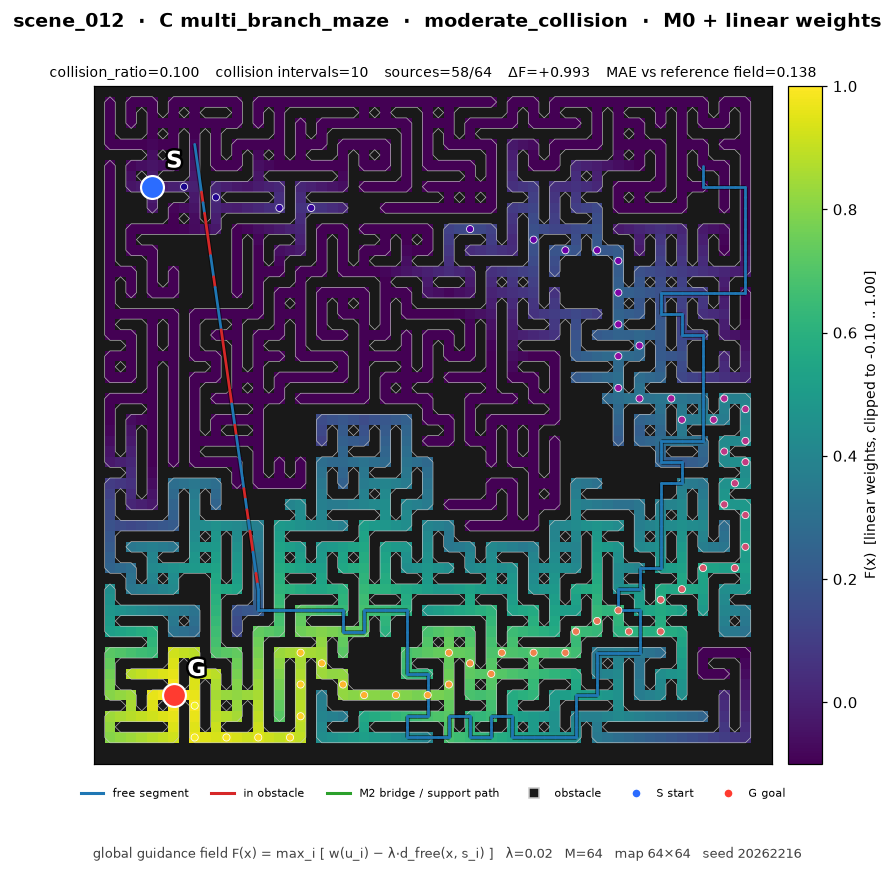 scene_012 · C multi_branch_maze · moderate_collision · M0 + linear weights
collision_ratio=0.100 collision intervals=10 sources=58/64 ΔF=+0.993 MAE vs reference field=0.138
S
G
1.0
0.8
0.6
0.4
0.2
0.0
F(x) [linear weights, clipped to -0.10 .. 1.00]
free segment in obstacle M2 bridge / support path obstacle S start G goal
global guidance field F(x) = max_i [ w(u_i) − λ·d_free(x, s_i) ] λ=0.02 M=64 map 64×64 seed 20262216